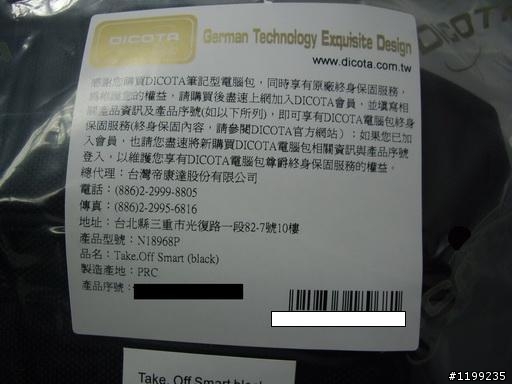 DICOTA
German Technology Exquisite Design
www.dicota.com.tw
感謝您購買DICOTA筆記型電腦包,同時享有原廠終身保固服務,
為維護您的權益,請購買後盡速上網加入DICOTA會員,並填寫相
關產品資訊及產品序號(如以下所列),即可享有DICOTA電腦包終身
保固服務(終身保固內容,請參閱DICOTA官方網站):如果您已加
入會員,也請您盡速將新購買DICOTA電腦包相關資訊與產品序號
登入,以維護您享有DICOTA電腦包尊爵終身保固服務的權益。
總代理:台灣帝康達股份有限公司
電話:(886)2-2999-8805
傳真:(886)2-2995-6816
地址:台北縣三重市光復路一段82-7號10樓
產品型號:N18968P
品名:Take.Off Smart (black)
製造產地:PRC
產品序號:
Take. Off Smart black
DICOTA
DICOTA
#1199235